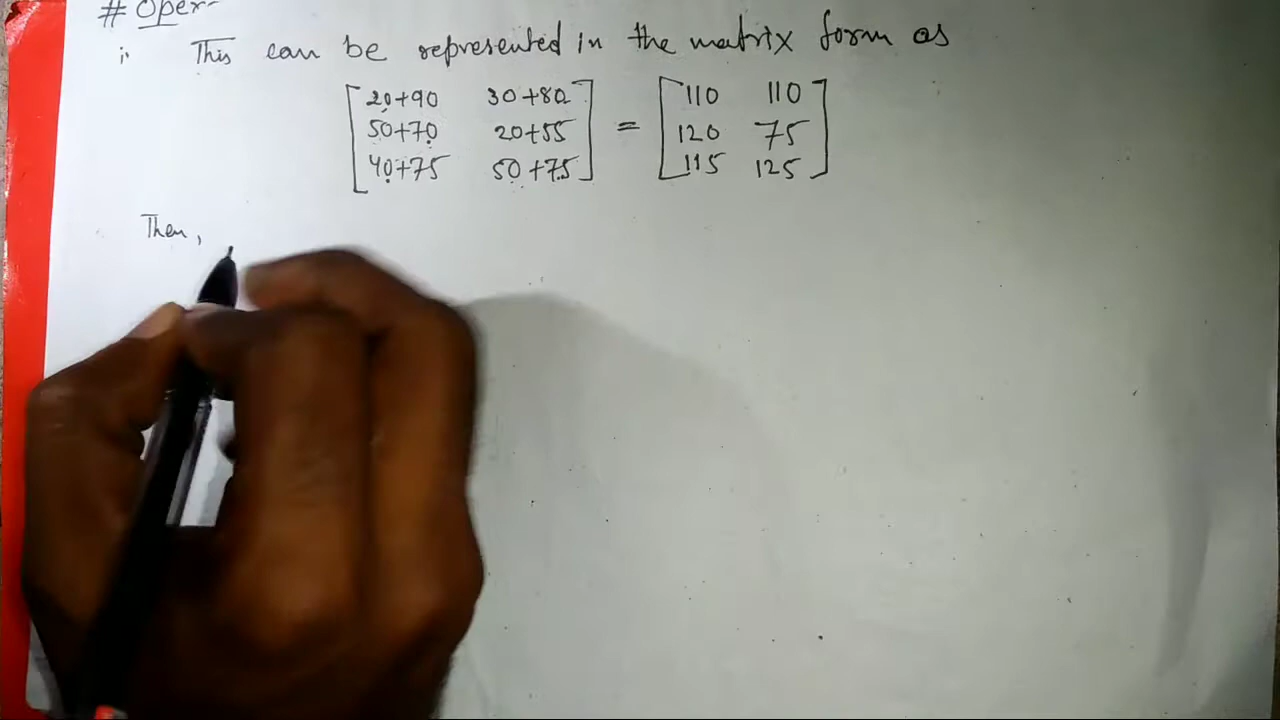 # Oper-
i. This can be represented in the matrix form as
[20+90 30+80] = [110 110]
[50+70 20+55] [120 75]
[40+75 50+75] [115 125]
Then,